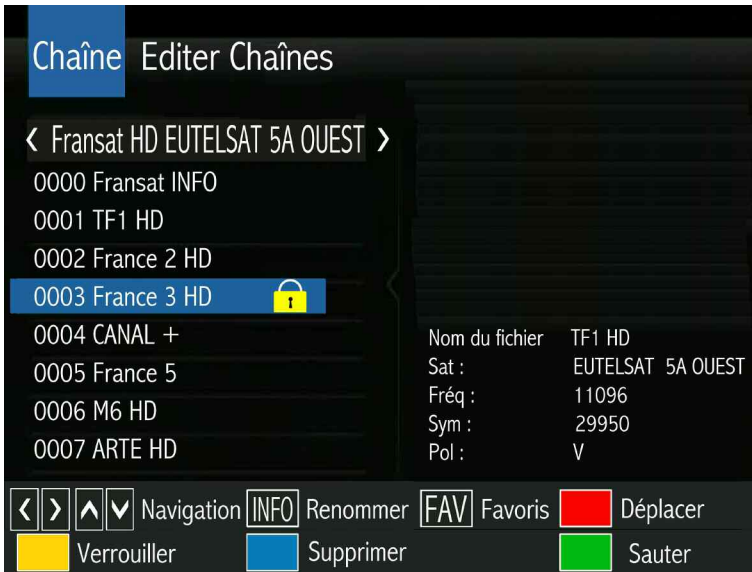 Chaîne Editer Chaînes
< Fransat HD EUTELSAT 5A OUEST >
0000 Fransat INFO
0001 TF1 HD
0002 France 2 HD
0003 France 3 HD
0004 CANAL +
0005 France 5
0006 M6 HD
0007 ARTE HD
Nom du fichier TF1 HD
Sat : EUTELSAT 5A OUEST
Fréq : 11096
Sym : 29950
Pol : V
Navigation INFO Renommer FAV Favoris Déplacer
Verrouiller Supprimer Sauter